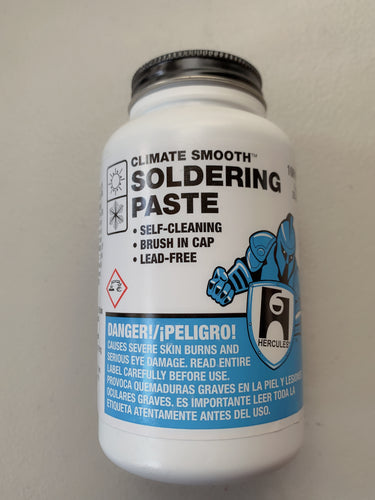 CLIMATE SMOOTH™
SOLDERING
PASTE
• SELF-CLEANING
• BRUSH IN CAP
• LEAD-FREE
HERCULES
DANGER!/¡PELIGRO!
CAUSES SEVERE SKIN BURNS AND
SERIOUS EYE DAMAGE. READ ENTIRE
LABEL CAREFULLY BEFORE USE.
PROVOCA QUEMADURAS GRAVES EN LA PIEL Y
OCULARES GRAVES. ES IMPORTANTE LEER TODA LA
ETIQUETA ATENTAMENTE ANTES DEL USO.